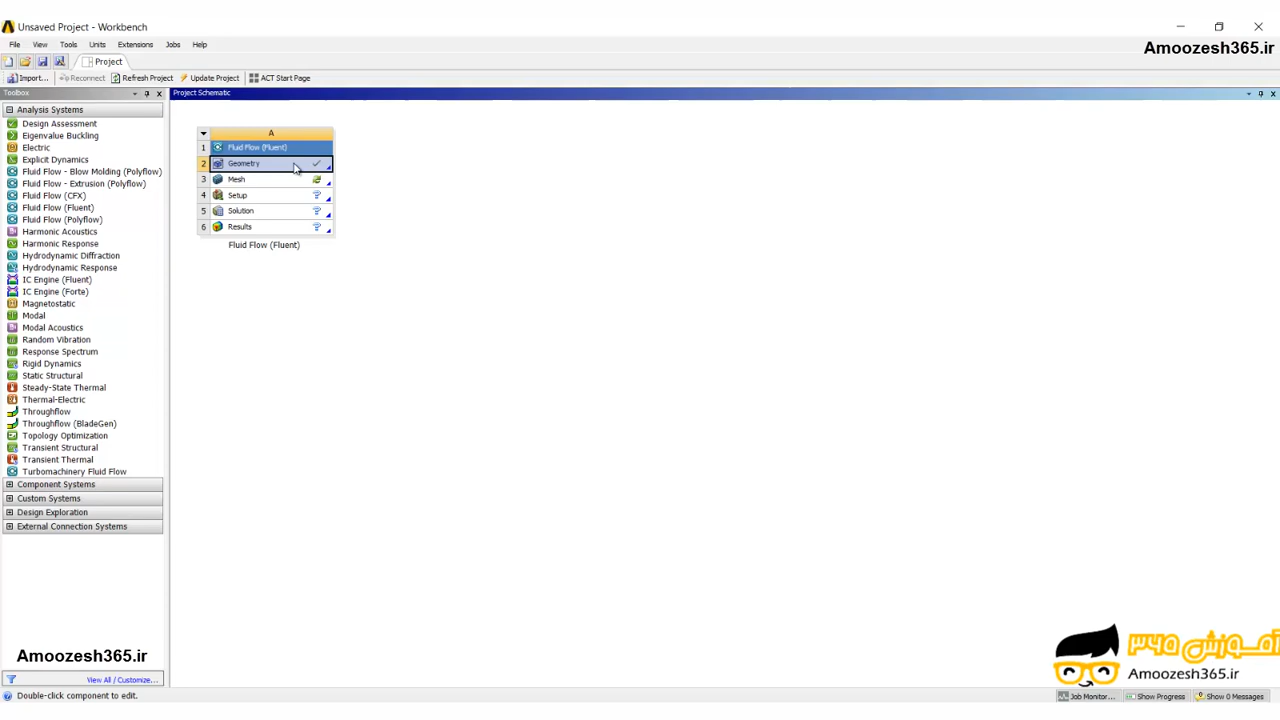 Unsaved Project - Workbench
File View Tools Units Extensions Jobs Help
Amoozesh365.ir
Project
Import... Reconnect Refresh Project Update Project ACT Start Page
Toolbox
Project Schematic
Analysis Systems
Design Assessment
Eigenvalue Buckling
Electric
Explicit Dynamics
Fluid Flow - Blow Molding (Polyflow)
Fluid Flow - Extrusion (Polyflow)
Fluid Flow (CFX)
Fluid Flow (Fluent)
Fluid Flow (Polyflow)
Harmonic Acoustics
Harmonic Response
Hydrodynamic Diffraction
Hydrodynamic Response
IC Engine (Fluent)
IC Engine (Forte)
Magnetostatic
Modal
Modal Acoustics
Random Vibration
Response Spectrum
Rigid Dynamics
Static Structural
Steady-State Thermal
Thermal-Electric
Throughflow
Throughflow (BladeGen)
Topology Optimization
Transient Structural
Transient Thermal
Turbomachinery Fluid Flow
Component Systems
Custom Systems
Design Exploration
External Connection Systems
A
1 Fluid Flow (Fluent)
2 Geometry
3 Mesh
4 Setup ?
5 Solution ?
6 Results ?
Fluid Flow (Fluent)
Amoozesh365.ir
View All / Customize...
آموزش ۳۶۵
Amoozesh365.ir
Double-click component to edit.
Job Monitor... Show Progress Show 0 Messages